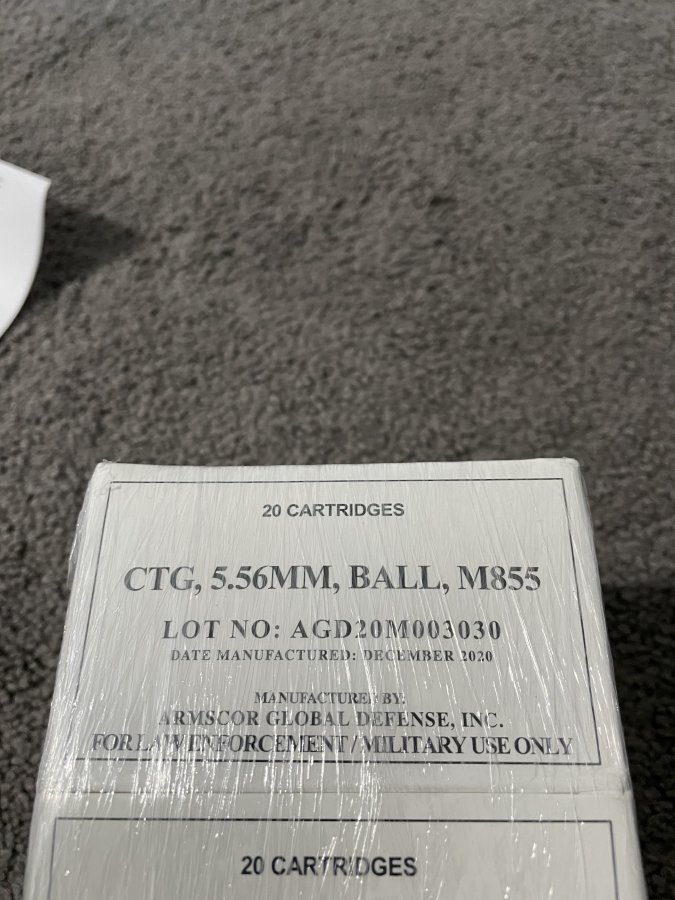 20 CARTRIDGES
CTG, 5.56MM, BALL, M855
LOT NO: AGD20M003030
DATE MANUFACTURED: DECEMBER 2020
MANUFACTURED BY:
ARMSCOR GLOBAL DEFENSE, INC.
FOR LAW ENFORCEMENT / MILITARY USE ONLY
20 CARTRIDGES